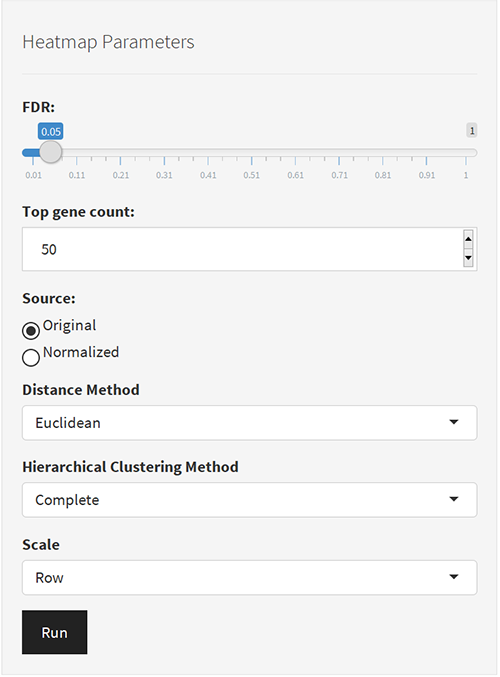 Heatmap Parameters
FDR:
0.05 1
0.01 0.11 0.21 0.31 0.41 0.51 0.61 0.71 0.81 0.91 1
Top gene count:
50
Source:
Original
Normalized
Distance Method
Euclidean
Hierarchical Clustering Method
Complete
Scale
Row
Run